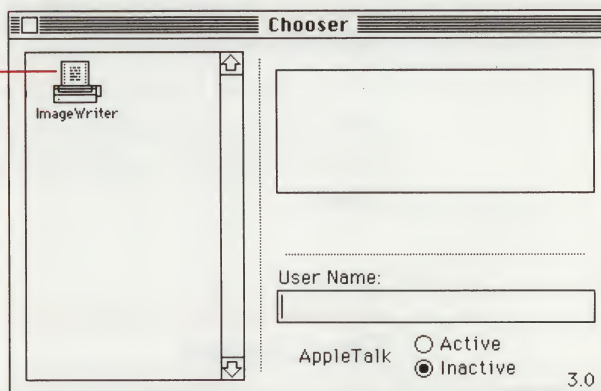 Chooser
ImageWriter
User Name:
AppleTalk
Active
Inactive
3.0